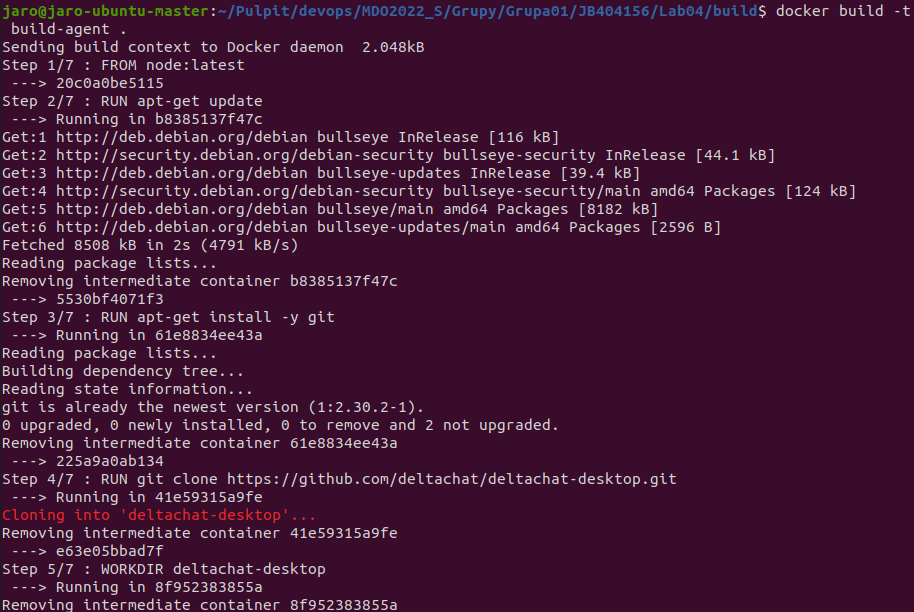 jaro@jaro-ubuntu-master:~/Pulpit/devops/MDO2022_S/Grupy/Grupa01/JB404156/Lab04/build$ docker build -t
 build-agent .
Sending build context to Docker daemon  2.048kB
Step 1/7 : FROM node:latest
 ---> 20c0a0be5115
Step 2/7 : RUN apt-get update
 ---> Running in b8385137f47c
Get:1 http://deb.debian.org/debian bullseye InRelease [116 kB]
Get:2 http://security.debian.org/debian-security bullseye-security InRelease [44.1 kB]
Get:3 http://deb.debian.org/debian bullseye-updates InRelease [39.4 kB]
Get:4 http://security.debian.org/debian-security bullseye-security/main amd64 Packages [124 kB]
Get:5 http://deb.debian.org/debian bullseye/main amd64 Packages [8182 kB]
Get:6 http://deb.debian.org/debian bullseye-updates/main amd64 Packages [2596 B]
Fetched 8508 kB in 2s (4791 kB/s)
Reading package lists...
Removing intermediate container b8385137f47c
 ---> 5530bf4071f3
Step 3/7 : RUN apt-get install -y git
 ---> Running in 61e8834ee43a
Reading package lists...
Building dependency tree...
Reading state information...
git is already the newest version (1:2.30.2-1).
0 upgraded, 0 newly installed, 0 to remove and 2 not upgraded.
Removing intermediate container 61e8834ee43a
 ---> 225a9a0ab134
Step 4/7 : RUN git clone https://github.com/deltachat/deltachat-desktop.git
 ---> Running in 41e59315a9fe
Cloning into 'deltachat-desktop'...
Removing intermediate container 41e59315a9fe
 ---> e63e05bbad7f
Step 5/7 : WORKDIR deltachat-desktop
 ---> Running in 8f952383855a
Removing intermediate container 8f952383855a